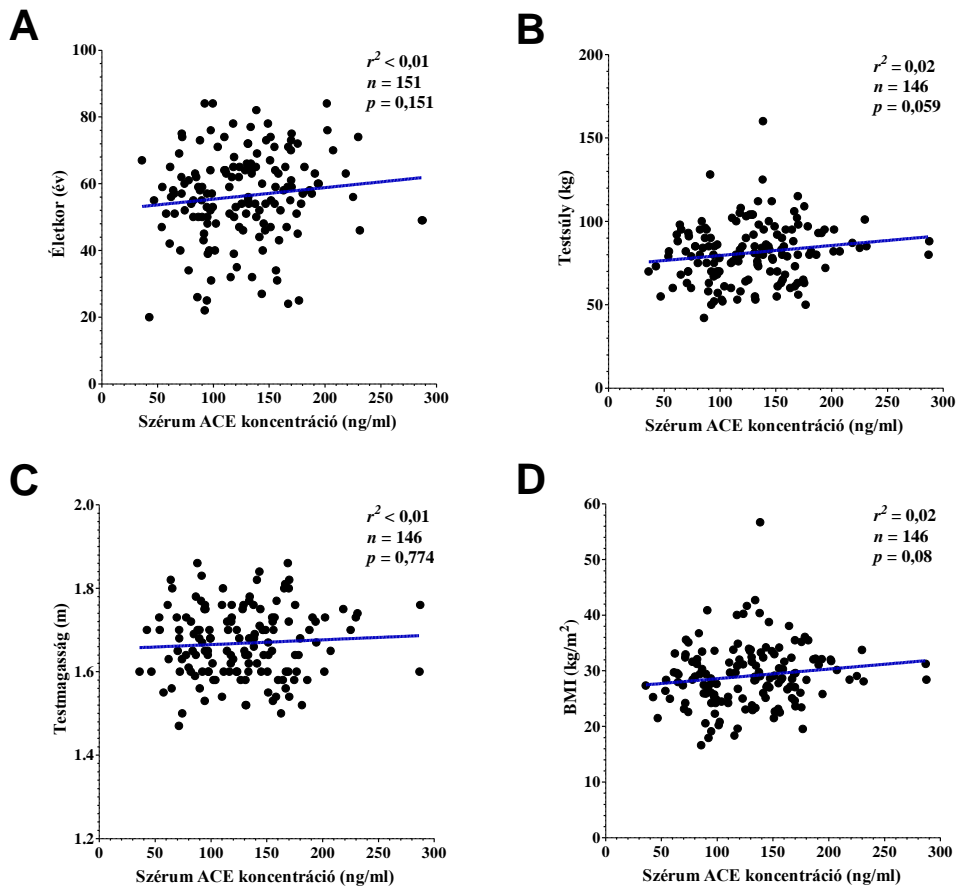 A
r² < 0,01
n = 151
p = 0,151
Életkor (év)
100
80
60
40
20
0
0 50 100 150 200 250 300
Szérum ACE koncentráció (ng/ml)
B
r² = 0,02
n = 146
p = 0,059
Testsúly (kg)
200
150
100
50
0
0 50 100 150 200 250 300
Szérum ACE koncentráció (ng/ml)
C
r² < 0,01
n = 146
p = 0,774
Testmagasság (m)
2.0
1.8
1.6
1.4
1.2
0 50 100 150 200 250 300
Szérum ACE koncentráció (ng/ml)
D
r² = 0,02
n = 146
p = 0,08
BMI (kg/m²)
60
50
40
30
20
10
0
0 50 100 150 200 250 300
Szérum ACE koncentráció (ng/ml)